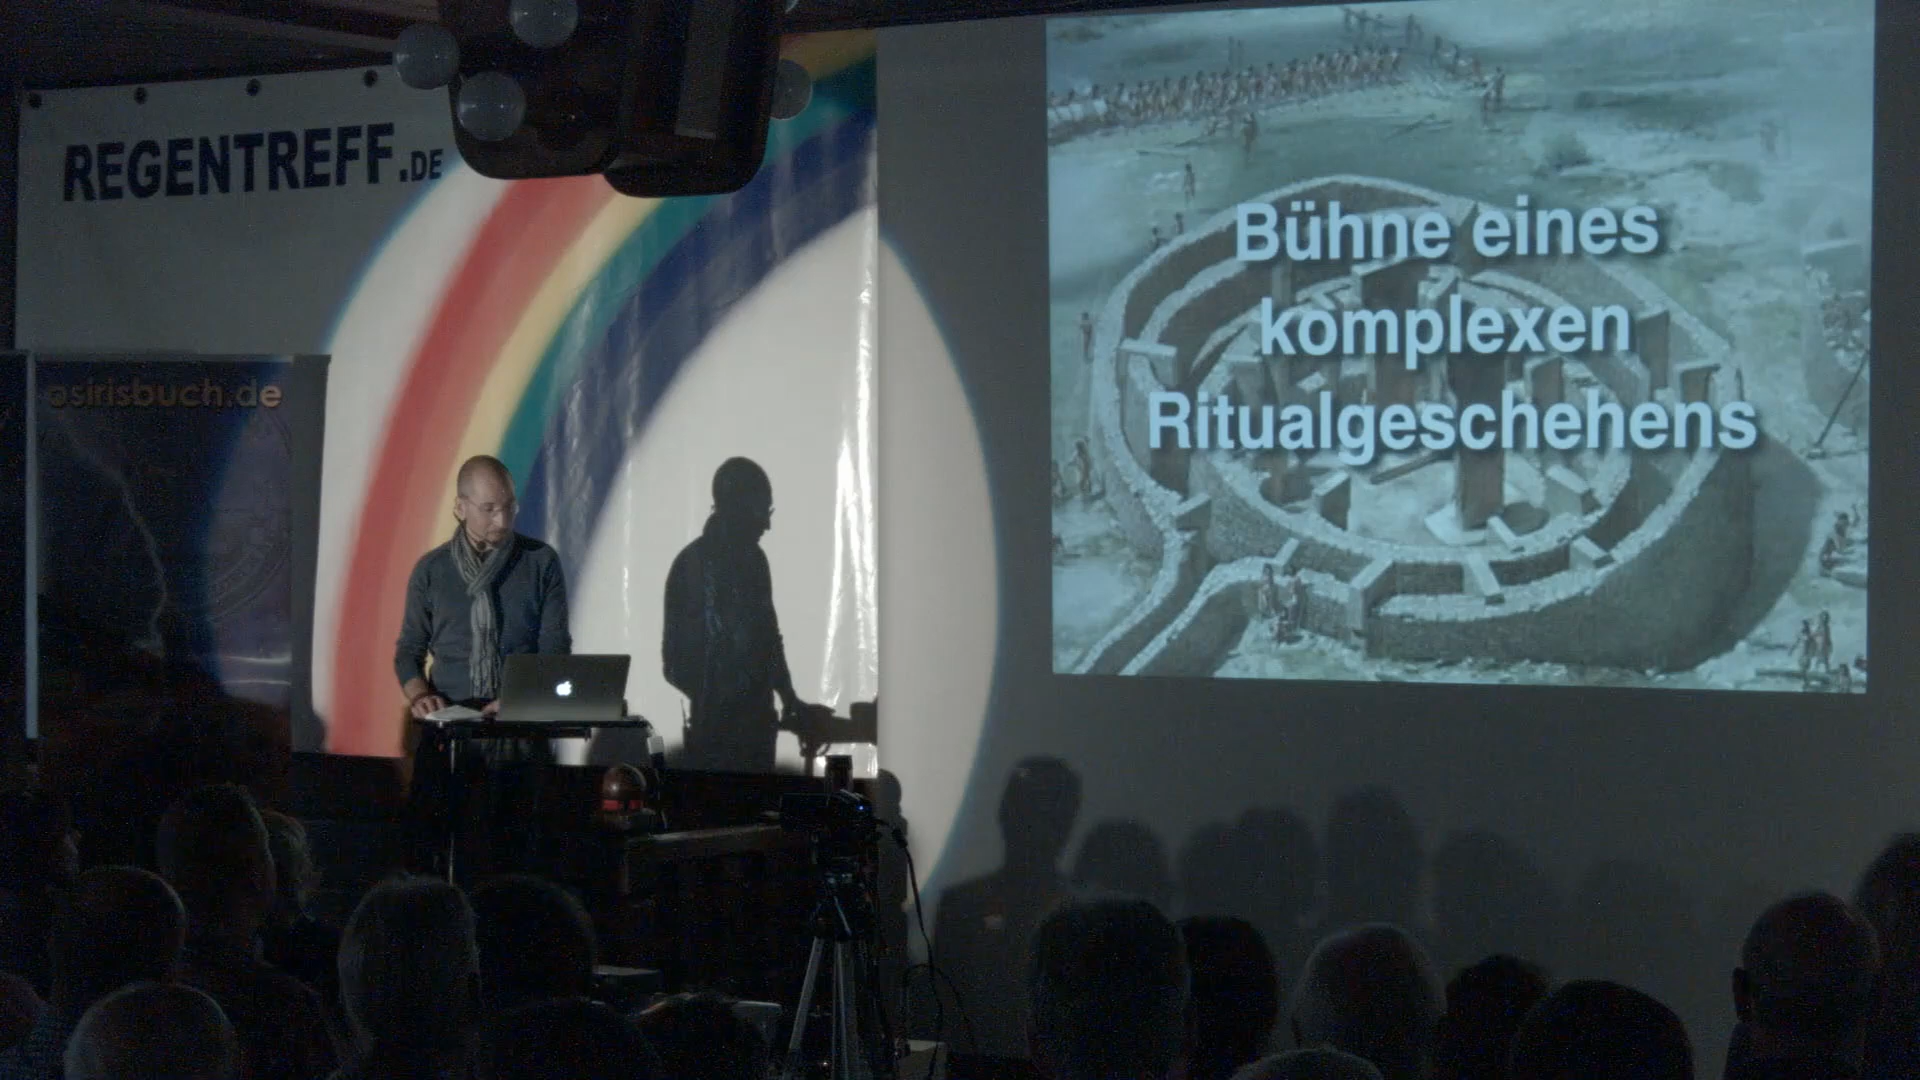 REGENTREFF.DE
osirisbuch.de
Bühne eines
komplexen
Ritualgeschehens